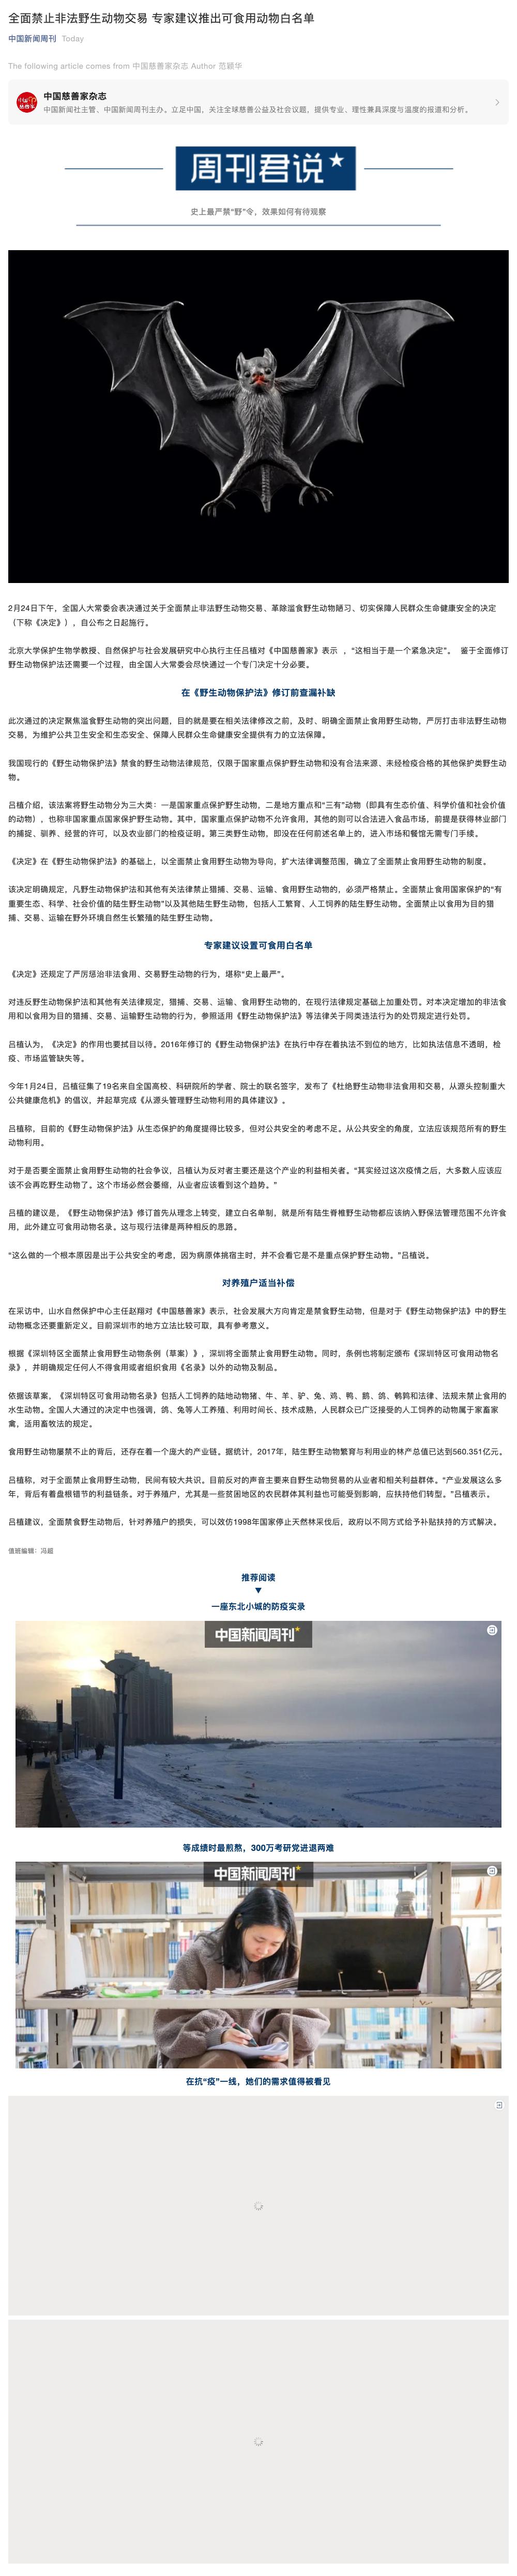 全面禁止非法野生动物交易 专家建议推出可食用动物白名单
中国新闻周刊 Today
The following article comes from 中国慈善家杂志 Author 范颖华
中国慈善家杂志
中国新闻社主管、中国新闻周刊主办。立足中国，关注全球慈善公益及社会议题，提供专业、理性兼具深度与温度的报道和分析。
周刊君说
史上最严禁“野”令，效果如何有待观察
2月24日下午，全国人大常委会表决通过关于全面禁止非法野生动物交易、革除滥食野生动物陋习、切实保障人民群众生命健康安全的决定
（下称《决定》），自公布之日起施行。
北京大学保护生物学教授、自然保护与社会发展研究中心执行主任吕植对《中国慈善家》表示 ，“这相当于是一个紧急决定”。 鉴于全面修订
野生动物保护法还需要一个过程，由全国人大常委会尽快通过一个专门决定十分必要。
在《野生动物保护法》修订前查漏补缺
此次通过的决定聚焦滥食野生动物的突出问题，目的就是要在相关法律修改之前，及时、明确全面禁止食用野生动物，严厉打击非法野生动物
交易，为维护公共卫生安全和生态安全、保障人民群众生命健康安全提供有力的立法保障。
我国现行的《野生动物保护法》禁食的野生动物法律规范，仅限于国家重点保护野生动物和没有合法来源、未经检疫合格的其他保护类野生动
物。
吕植介绍，该法案将野生动物分为三大类：一是国家重点保护野生动物，二是地方重点和“三有”动物（即具有生态价值、科学价值和社会价值
的动物），也称非国家重点国家保护野生动物。其中，国家重点保护动物不允许食用，其他的则可以合法进入食品市场，前提是获得林业部门
的捕捉、驯养、经营的许可，以及农业部门的检疫证明。第三类野生动物，即没在任何前述名单上的，进入市场和餐馆无需专门手续。
《决定》在《野生动物保护法》的基础上，以全面禁止食用野生动物为导向，扩大法律调整范围，确立了全面禁止食用野生动物的制度。
该决定明确规定，凡野生动物保护法和其他有关法律禁止猎捕、交易、运输、食用野生动物的，必须严格禁止。全面禁止食用国家保护的“有
重要生态、科学、社会价值的陆生野生动物”以及其他陆生野生动物，包括人工繁育、人工饲养的陆生野生动物。全面禁止以食用为目的猎
捕、交易、运输在野外环境自然生长繁殖的陆生野生动物。
专家建议设置可食用白名单
《决定》还规定了严厉惩治非法食用、交易野生动物的行为，堪称“史上最严”。
对违反野生动物保护法和其他有关法律规定，猎捕、交易、运输、食用野生动物的，在现行法律规定基础上加重处罚。对本决定增加的非法食
用和以食用为目的猎捕、交易、运输野生动物的行为，参照适用《野生动物保护法》等法律关于同类违法行为的处罚规定进行处罚。
吕植认为，《决定》的作用也要拭目以待。2016年修订的《野生动物保护法》在执行中存在着执法不到位的地方，比如执法信息不透明，检
疫、市场监管缺失等。
今年1月24日，吕植征集了19名来自全国高校、科研院所的学者、院士的联名签字，发布了《杜绝野生动物非法食用和交易，从源头控制重大
公共健康危机》的倡议，并起草完成《从源头管理野生动物利用的具体建议》。
吕植称，目前的《野生动物保护法》从生态保护的角度提得比较多，但对公共安全的考虑不足。从公共安全的角度，立法应该规范所有的野生
动物利用。
对于是否要全面禁止食用野生动物的社会争议，吕植认为反对者主要还是这个产业的利益相关者。“其实经过这次疫情之后，大多数人应该应
该不会再吃野生动物了。这个市场必然会萎缩，从业者应该看到这个趋势。”
吕植的建议是，《野生动物保护法》修订首先从理念上转变，建立白名单制，就是所有陆生脊椎野生动物都应该纳入野保法管理范围不允许食
用，此外建立可食用动物名录。这与现行法律是两种相反的思路。
“这么做的一个根本原因是出于公共安全的考虑，因为病原体挑宿主时，并不会看它是不是重点保护野生动物。”吕植说。
对养殖户适当补偿
在采访中，山水自然保护中心主任赵翔对《中国慈善家》表示，社会发展大方向肯定是禁食野生动物，但是对于《野生动物保护法》中的野生
动物概念还要重新定义。目前深圳市的地方立法比较可取，具有参考意义。
根据《深圳特区全面禁止食用野生动物条例（草案）》，深圳将全面禁止食用野生动物。同时，条例也将制定颁布《深圳特区可食用动物名
录》，并明确规定任何人不得食用或者组织食用《名录》以外的动物及制品。
依据该草案，《深圳特区可食用动物名录》包括人工饲养的陆地动物猪、牛、羊、驴、兔、鸡、鸭、鹅、鸽、鹌鹑和法律、法规未禁止食用的
水生动物。全国人大通过的决定中也强调，鸽、兔等人工养殖、利用时间长、技术成熟，人民群众已广泛接受的人工饲养的动物属于家畜家
禽，适用畜牧法的规定。
食用野生动物屡禁不止的背后，还存在着一个庞大的产业链。据统计，2017年，陆生野生动物繁育与利用业的林产总值已达到560.351亿元。
吕植称，对于全面禁止食用野生动物，民间有较大共识。目前反对的声音主要来自野生动物贸易的从业者和相关利益群体。“产业发展这么多
年，背后有着盘根错节的利益链条。对于养殖户，尤其是一些贫困地区的农民群体其利益也可能受到影响，应扶持他们转型。”吕植表示。
吕植建议，全面禁食野生动物后，针对养殖户的损失，可以效仿1998年国家停止天然林采伐后，政府以不同方式给予补贴扶持的方式解决。
值班编辑：冯超
推荐阅读
▼
一座东北小城的防疫实录
中国新闻周刊
等成绩时最煎熬，300万考研党进退两难
中国新闻周刊
在抗“疫”一线，她们的需求值得被看见